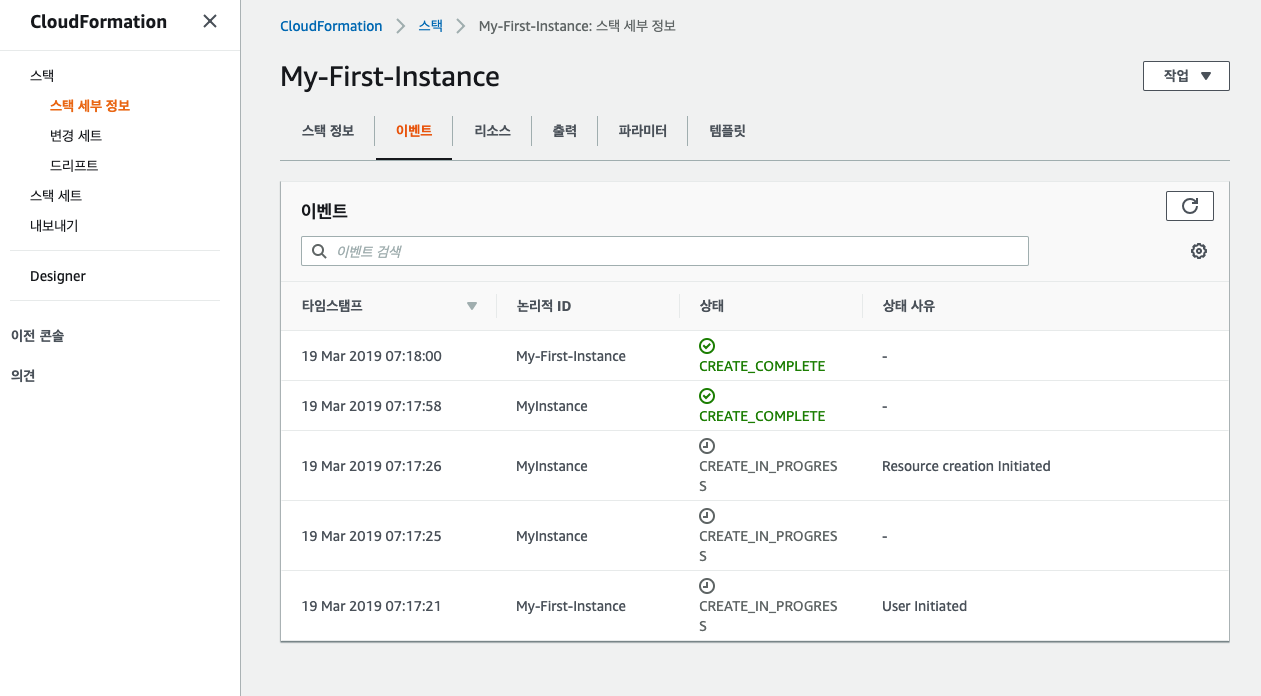 CloudFormation
스택
스택 세부 정보
변경 세트
드리프트
스택 세트
내보내기
Designer
이전 콘솔
의견
CloudFormation 스택 My-First-Instance: 스택 세부 정보
My-First-Instance
작업
스택 정보 이벤트 리소스 출력 파라미터 템플릿
이벤트
이벤트 검색
타임스탬프 논리적 ID 상태 상태 사유
19 Mar 2019 07:18:00 My-First-Instance CREATE_COMPLETE -
19 Mar 2019 07:17:58 MyInstance CREATE_COMPLETE -
19 Mar 2019 07:17:26 MyInstance CREATE_IN_PROGRES Resource creation Initiated
S
19 Mar 2019 07:17:25 MyInstance CREATE_IN_PROGRES -
S
19 Mar 2019 07:17:21 My-First-Instance CREATE_IN_PROGRES User Initiated
S